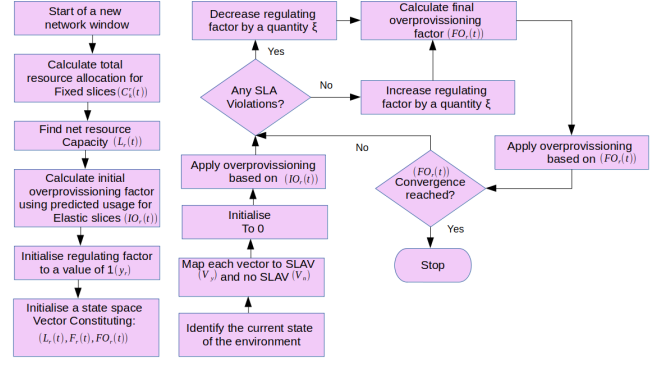 Start of a new
network window
Calculate total
resource allocation for
Fixed slices (C_k^r(t))
Find net resource
Capacity (L_r(t))
Calculate initial
overprovisioning factor
using predicted usage for
Elastic slices (IO_r(t))
Initialise regulating factor
to a value of 1 (y_r)
Initialise a state space
Vector Constituting:
(L_r(t), F_r(t), FO_r(t))
Identify the current state
of the environment
Map each vector to SLAV
(V_y) and no SLAV (V_n)
Initialise
To 0
Apply overprovisioning
based on (IO_r(t))
Any SLA
Violations?
Yes
No
Decrease regulating
factor by a quantity ξ
Increase regulating
factor by a quantity ξ
Calculate final
overprovisioning
factor (FO_r(t))
Apply overprovisioning
based on (FO_r(t))
(FO_r(t))
Convergence
reached?
No
Yes
Stop